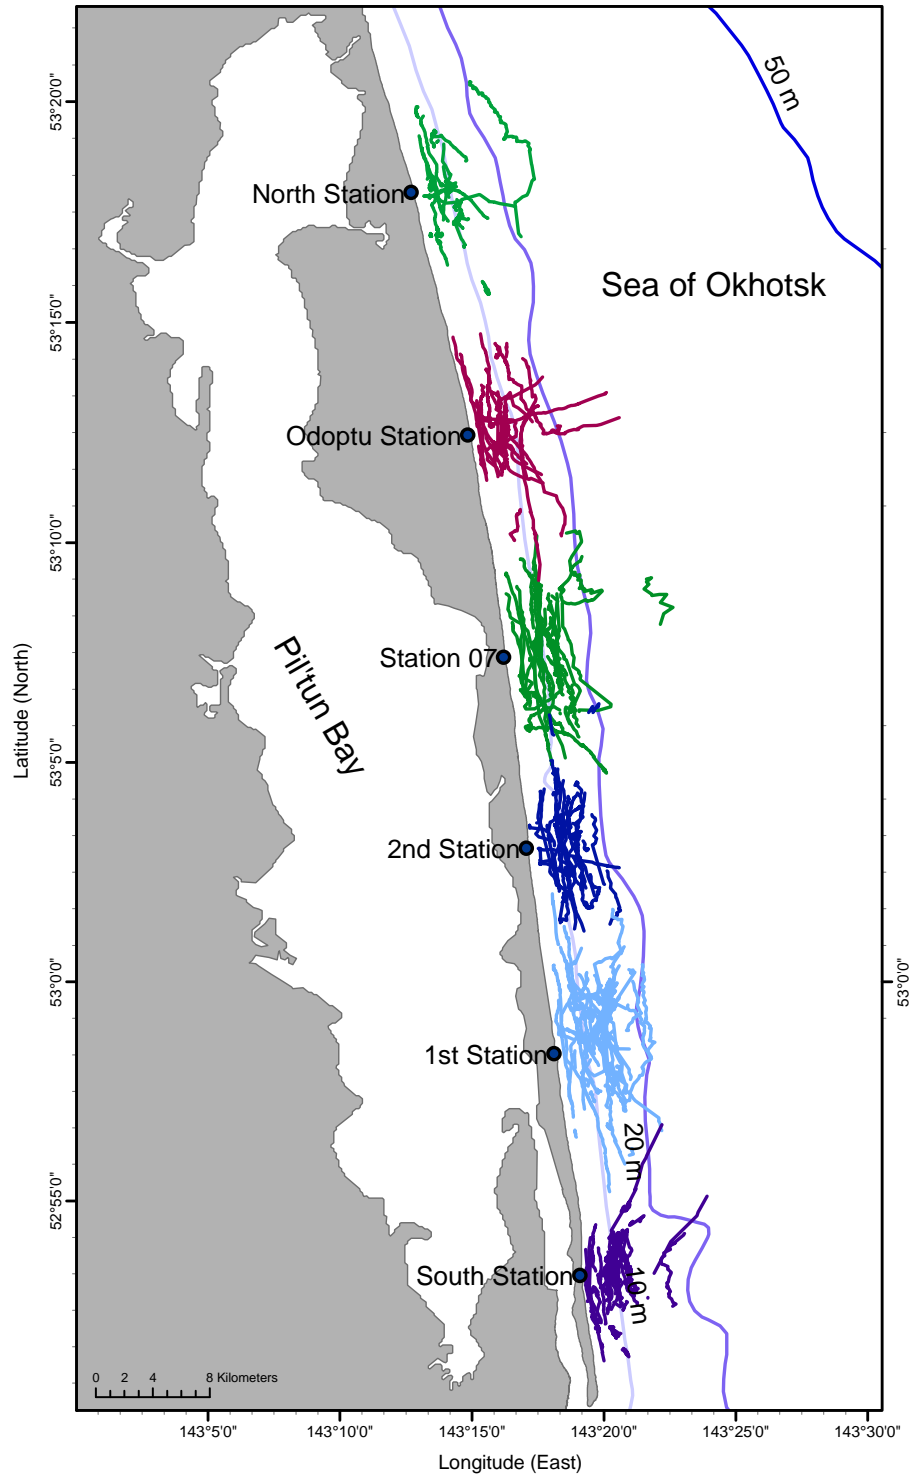 50 m
53°20'0"
North Station
Sea of Okhotsk
53°15'0"
Odoptu Station
53°10'0"
Station 07
Pil'tun Bay
Latitude (North)
53°5'0"
2nd Station
53°0'0"
53°0'0"
1st Station
20 m
52°55'0"
South Station
10 m
0 2 4 8 Kilometers
143°5'0" 143°10'0" 143°15'0" 143°20'0" 143°25'0" 143°30'0"
Longitude (East)